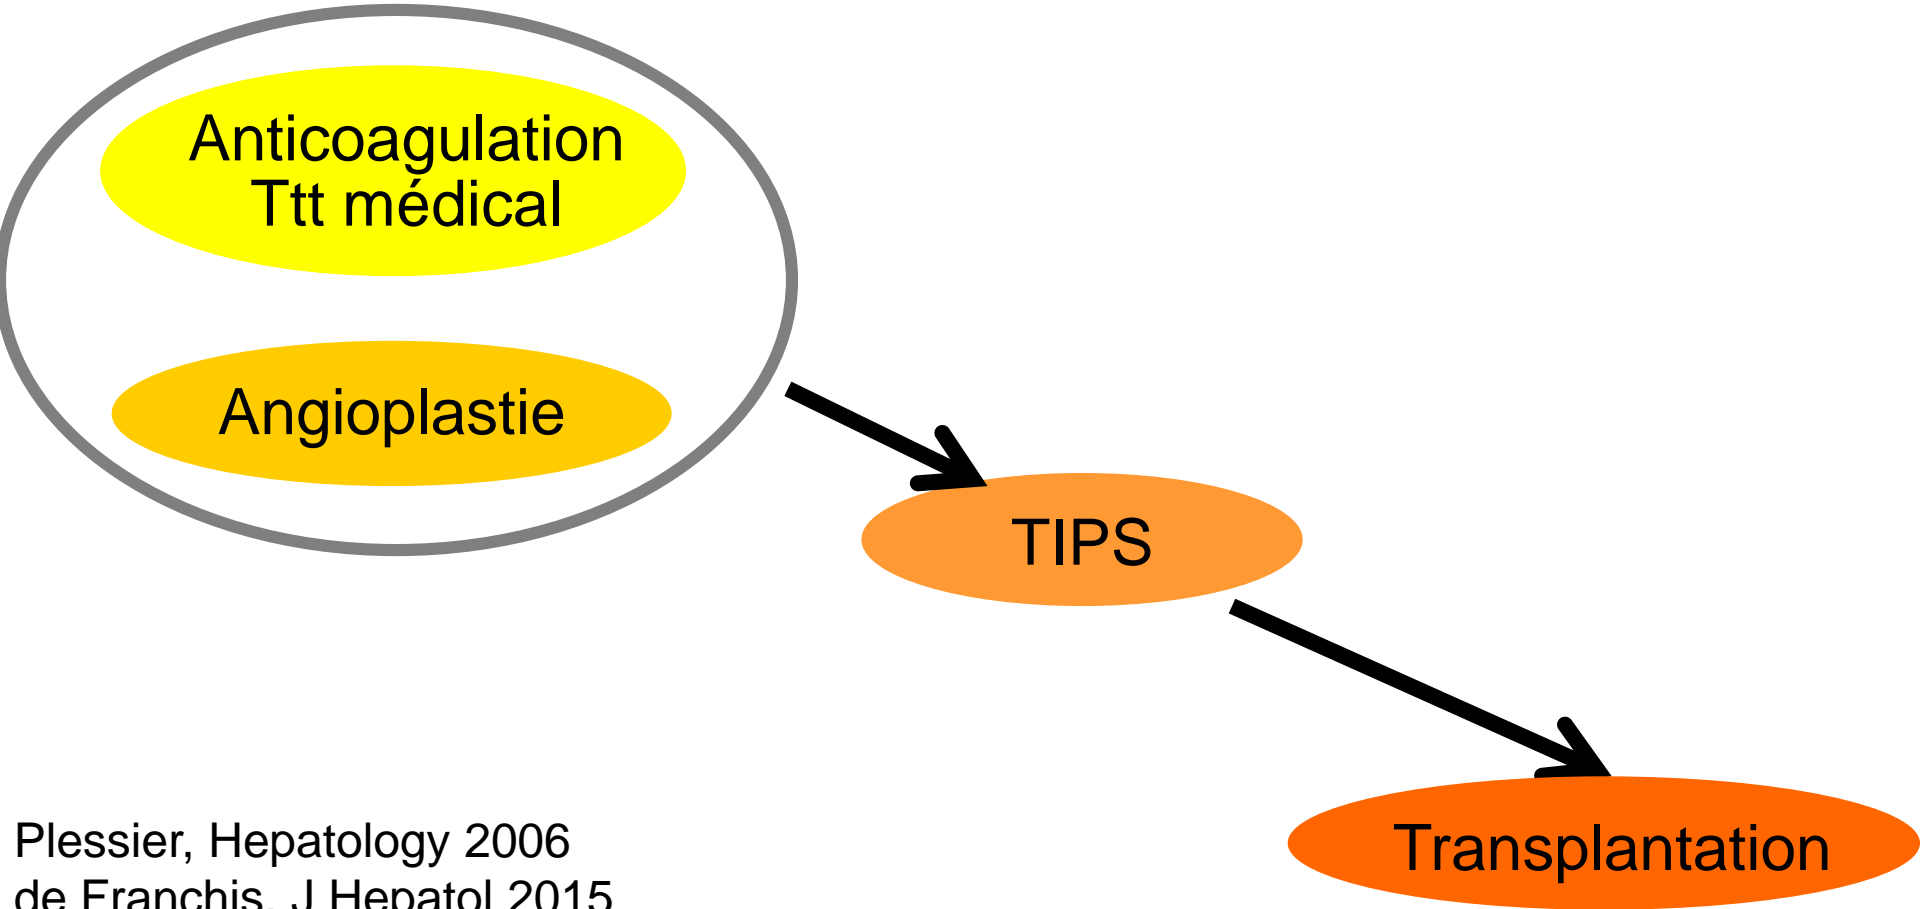 Anticoagulation
Ttt médical
Angioplastie
TIPS
Transplantation
Plessier, Hepatology 2006
de Franchis, J Hepatol 2015